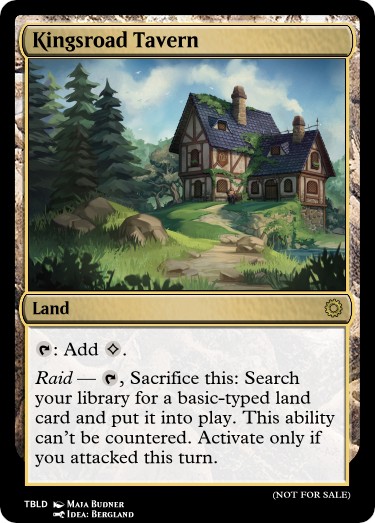 Kingsroad Tavern
Land
: Add .
Raid — , Sacrifice this: Search
your library for a basic-typed land
card and put it into play. This ability
can't be countered. Activate only if
you attacked this turn.
TBLD Maja Budner
Idea: Bergland
(NOT FOR SALE)